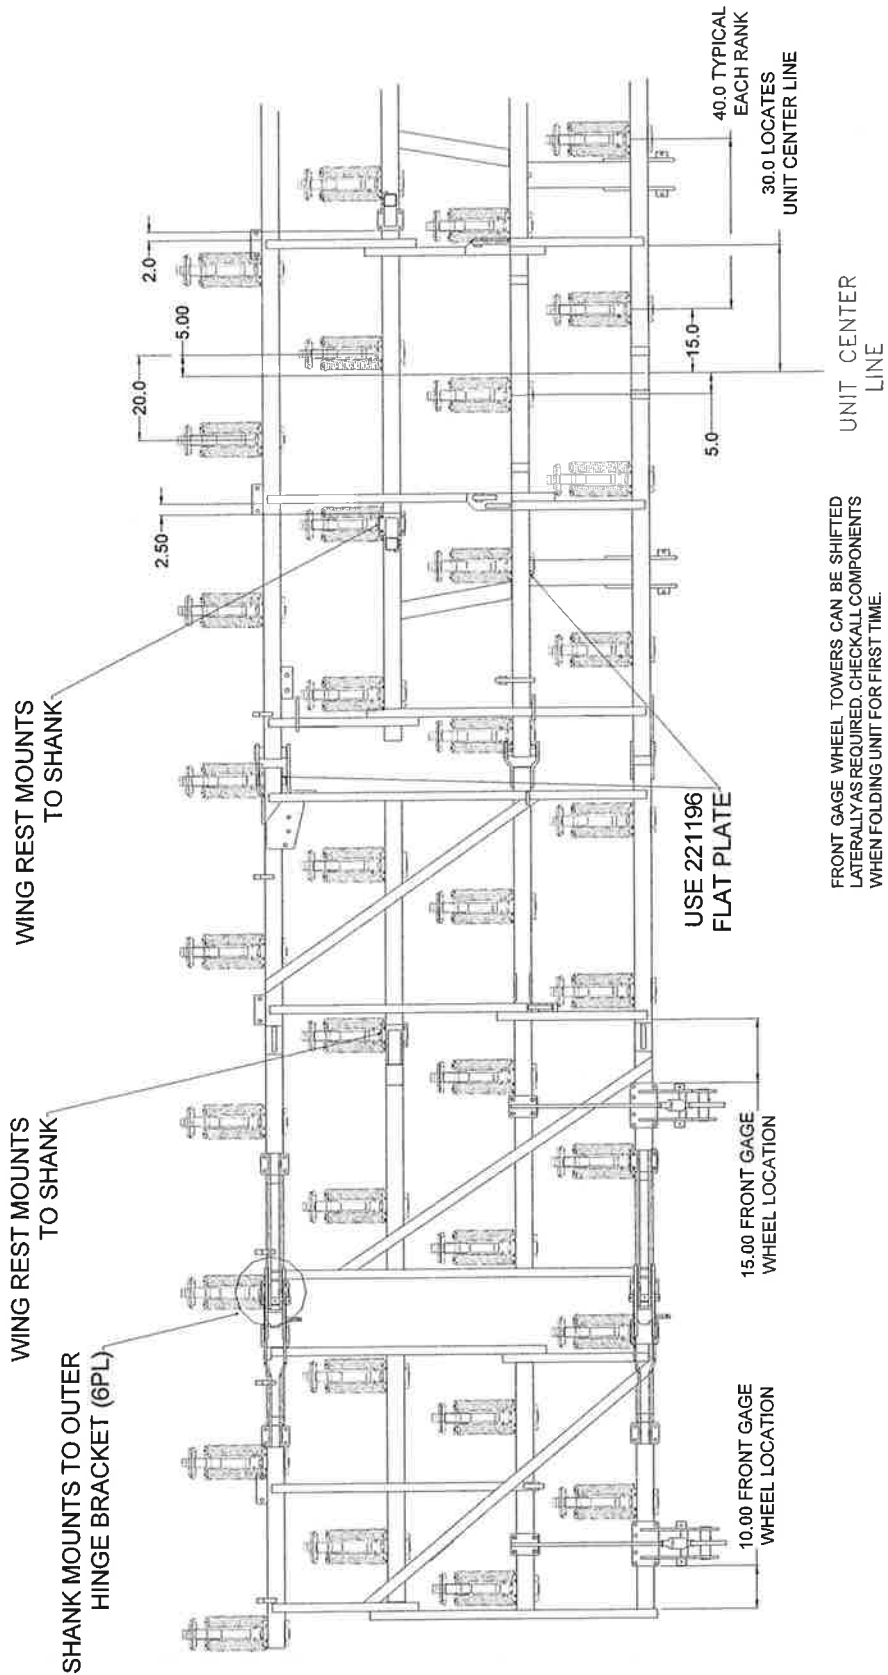 WING REST MOUNTS
TO SHANK
WING REST MOUNTS
TO SHANK
SHANK MOUNTS TO OUTER
HINGE BRACKET (6PL)
2.0
5.00
20.0
2.50
40.0 TYPICAL
EACH RANK
30.0 LOCATES
UNIT CENTER LINE
15.0
5.0
UNIT CENTER
LINE
USE 221196
FLAT PLATE
15.00 FRONT GAGE
WHEEL LOCATION
10.00 FRONT GAGE
WHEEL LOCATION
FRONT GAGE WHEEL TOWERS CAN BE SHIFTED
LATERALLY AS REQUIRED. CHECK ALL COMPONENTS
WHEN FOLDING UNIT FOR FIRST TIME.